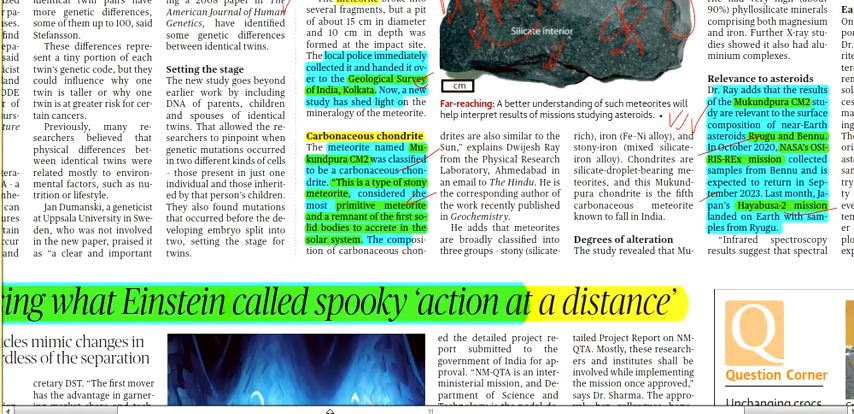 identical twin pairs have
more genetic differences,
some of them up to 100, said
Stefansson.
These differences repre-
sent a tiny portion of each
twin's genetic code, but they
could influence why one
twin is taller or why one
twin is at greater risk for cer-
tain cancers.
Previously, many re-
searchers believed that
physical differences bet-
ween identical twins were
related mostly to environ-
mental factors, such as nu-
trition or lifestyle.
Jan Dumanski, a geneticist
at Uppsala University in Swe-
den, who was not involved
in the new paper, praised it
as "a clear and important
ing a 2008 paper in The
American Journal of Human
Genetics, have identified
some genetic differences
between identical twins.
Setting the stage
The new study goes beyond
earlier work by including
DNA of parents, children
and spouses of identical
twins. That allowed the re-
searchers to pinpoint when
genetic mutations occurred
in two different kinds of cells
- those present in just one
individual and those inherit-
ed by that person's children.
They also found mutations
that occurred before the de-
veloping embryo split into
two, setting the stage for
twins.
The meteorite broke into
several fragments, but a pit
of about 15 cm in diameter
and 10 cm in depth was
formed at the impact site.
The local police immediately
collected it and handed it ov-
er to the Geological Survey
of India, Kolkata. Now, a new
study has shed light on the
mineralogy of the meteorite.
Carbonaceous chondrite
The meteorite named Mu-
kundpura CM2 was classified
to be a carbonaceous chon-
drite. "This is a type of stony
meteorite, considered the
most primitive meteorite
and a remnant of the first so-
lid bodies to accrete in the
solar system. The composi-
tion of carbonaceous chon-
Silicate interior
cm
Far-reaching: A better understanding of such meteorites will
help interpret results of missions studying asteroids. •
drites are also similar to the
Sun," explains Dwijesh Ray
from the Physical Research
Laboratory, Ahmedabad in
an email to The Hindu. He is
the corresponding author of
the work recently published
in Geochemistry.
He adds that meteorites
are broadly classified into
three groups - stony (silicate-
rich), iron (Fe-Ni alloy), and
stony-iron (mixed silicate-
iron alloy). Chondrites are
silicate-droplet-bearing me-
teorites, and this Mukund-
pura chondrite is the fifth
carbonaceous meteorite
known to fall in India.
Degrees of alteration
The study revealed that Mu-
90%) phyllosilicate minerals
comprising both magnesium
and iron. Further X-ray stu-
dies showed it also had alu-
minium complexes.
Relevance to asteroids
Dr. Ray adds that the results
of the Mukundpura CM2 stu-
dy are relevant to the surface
composition of near-Earth
asteroids Ryugu and Bennu.
In October 2020, NASA's OSI-
RIS-REx mission collected
samples from Bennu and is
expected to return in Sep-
tember 2023. Last month, Ja-
pan's Hayabusa-2 mission
landed on Earth with sam-
ples from Ryugu.
"Infrared spectroscopy
results suggest that spectral
ing what Einstein called spooky 'action at a distance'
cles mimic changes in
rdless of the separation
cretary DST. "The first mover
has the advantage in garner-
ed the detailed project re-
port submitted to the
government of India for ap-
proval. "NM-QTA is an inter-
ministerial mission, and De-
partment of Science and
tailed Project Report on NM-
QTA. Mostly, these research-
ers and institutes shall be
involved while implementing
the mission once approved,"
says Dr. Sharma. The appro-
Q
Question Corner
Unchanging crocs